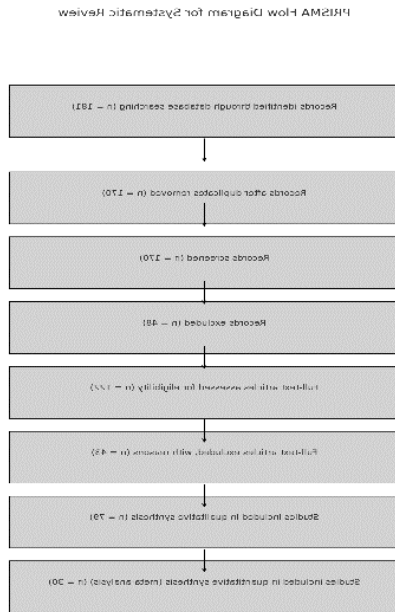 PRISMA Flow Diagram for Systematic Review
Records identified through database searching (n = 181)
Records after duplicates removed (n = 170)
Records screened (n = 170)
Records excluded (n = 48)
Full-text articles assessed for eligibility (n = 122)
Full-text articles excluded, with reasons (n = 43)
Studies included in qualitative synthesis (n = 79)
Studies included in quantitative synthesis (meta analysis) (n = 30)